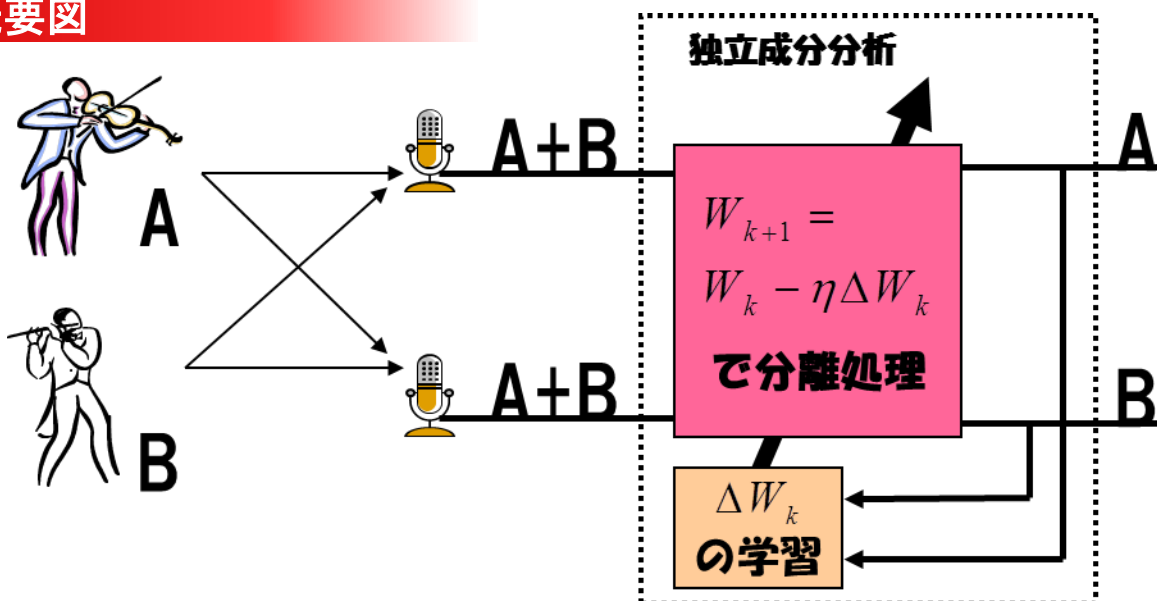 要図
独立成分分析
A
A+B
A
W_{k+1} =
W_k − ηΔW_k
で分離処理
B
A+B
B
ΔW_k
の学習